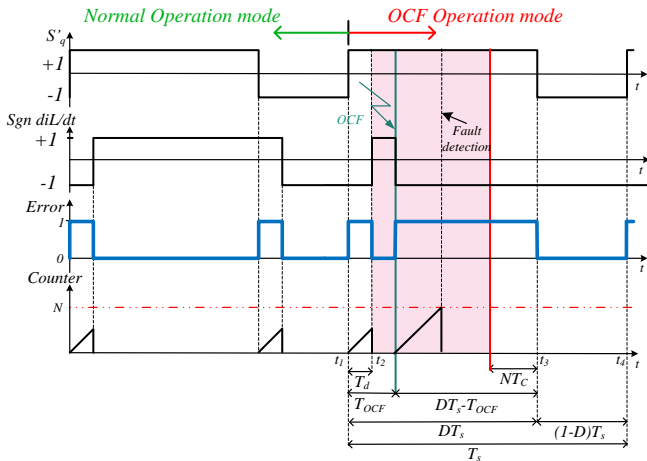 Normal Operation mode
OCF Operation mode
S'q
+1
-1
t
OCF
Fault
detection
Sgn diL/dt
+1
-1
t
Error
1
0
t
Counter
N
t1
t2
t3
t4
t
Td
NTC
TOCF
DTs-TOCF
DTs
(1-D)Ts
Ts